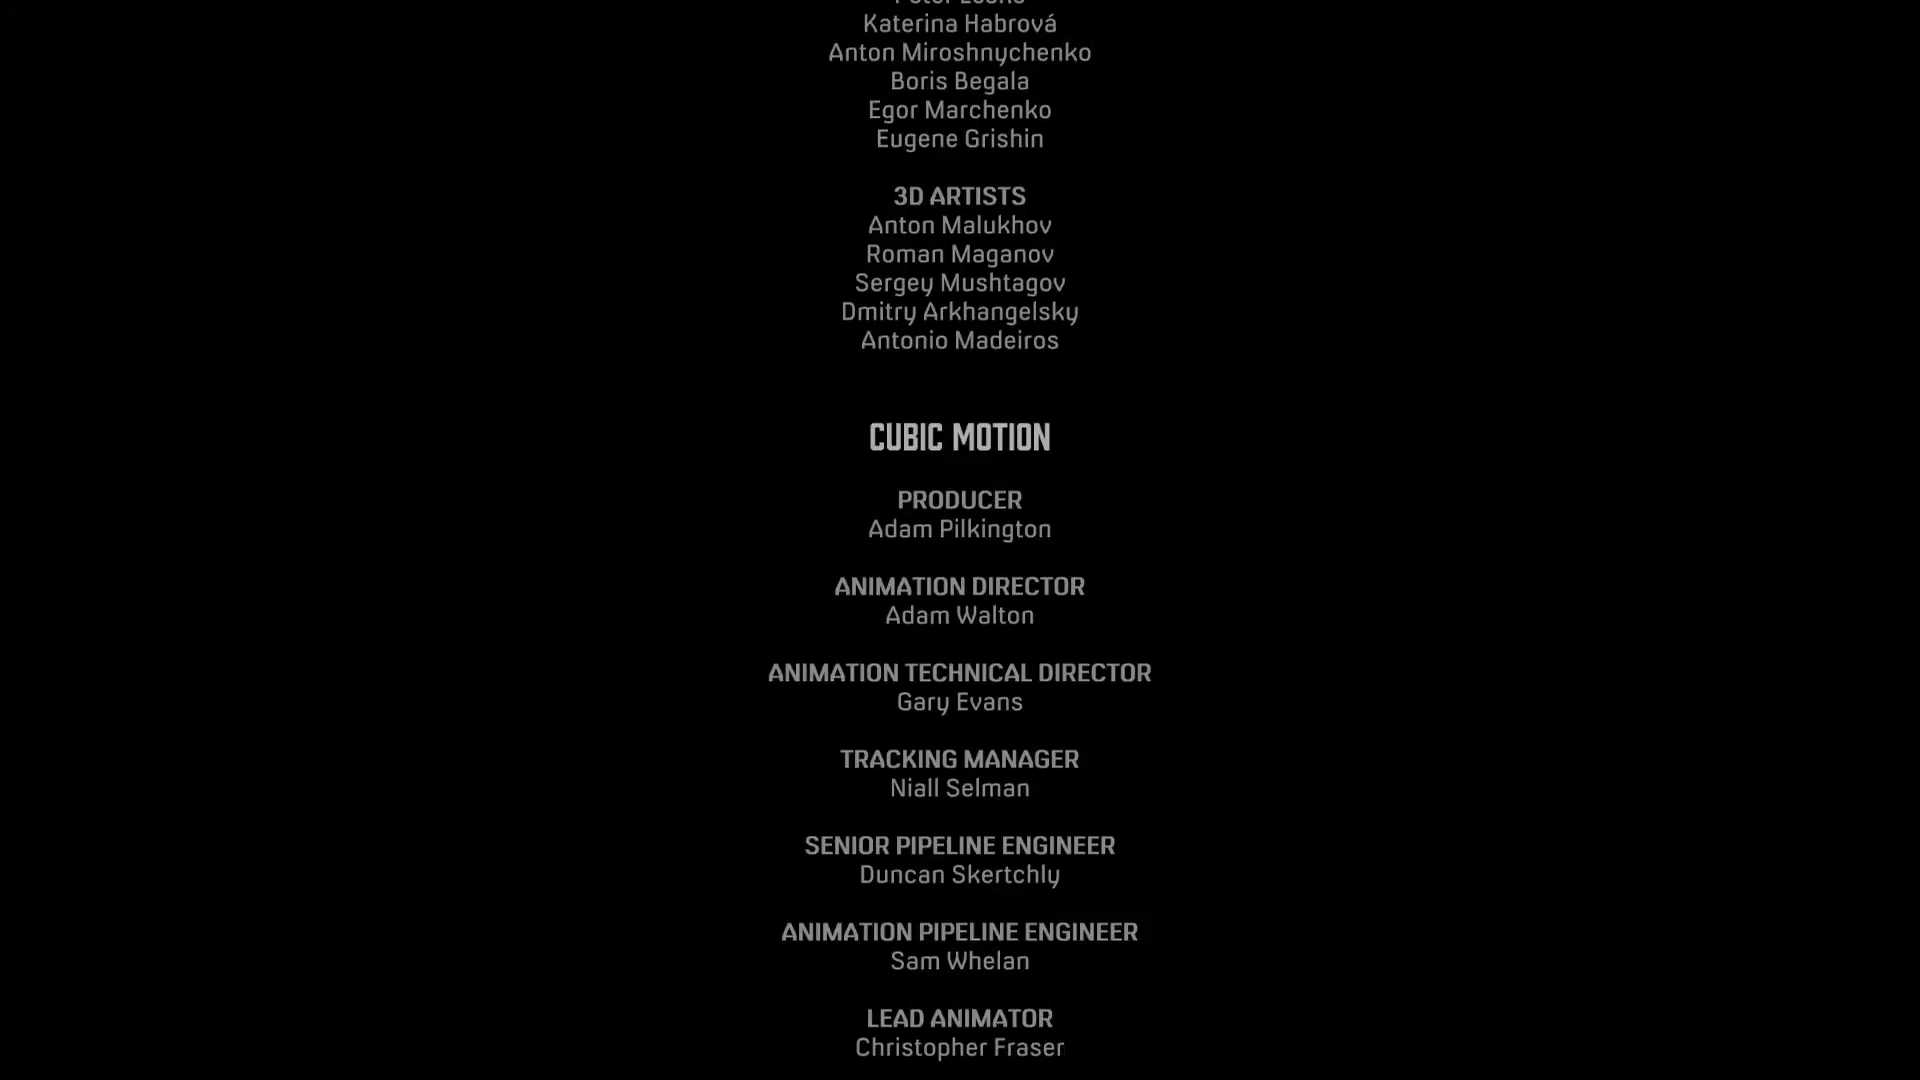 Katerina Habrová
Anton Miroshnychenko
Boris Begala
Egor Marchenko
Eugene Grishin
3D ARTISTS
Anton Malukhov
Roman Maganov
Sergey Mushtagov
Dmitry Arkhangelsky
Antonio Madeiros
CUBIC MOTION
PRODUCER
Adam Pilkington
ANIMATION DIRECTOR
Adam Walton
ANIMATION TECHNICAL DIRECTOR
Gary Evans
TRACKING MANAGER
Niall Selman
SENIOR PIPELINE ENGINEER
Duncan Skertchly
ANIMATION PIPELINE ENGINEER
Sam Whelan
LEAD ANIMATOR
Christopher Fraser